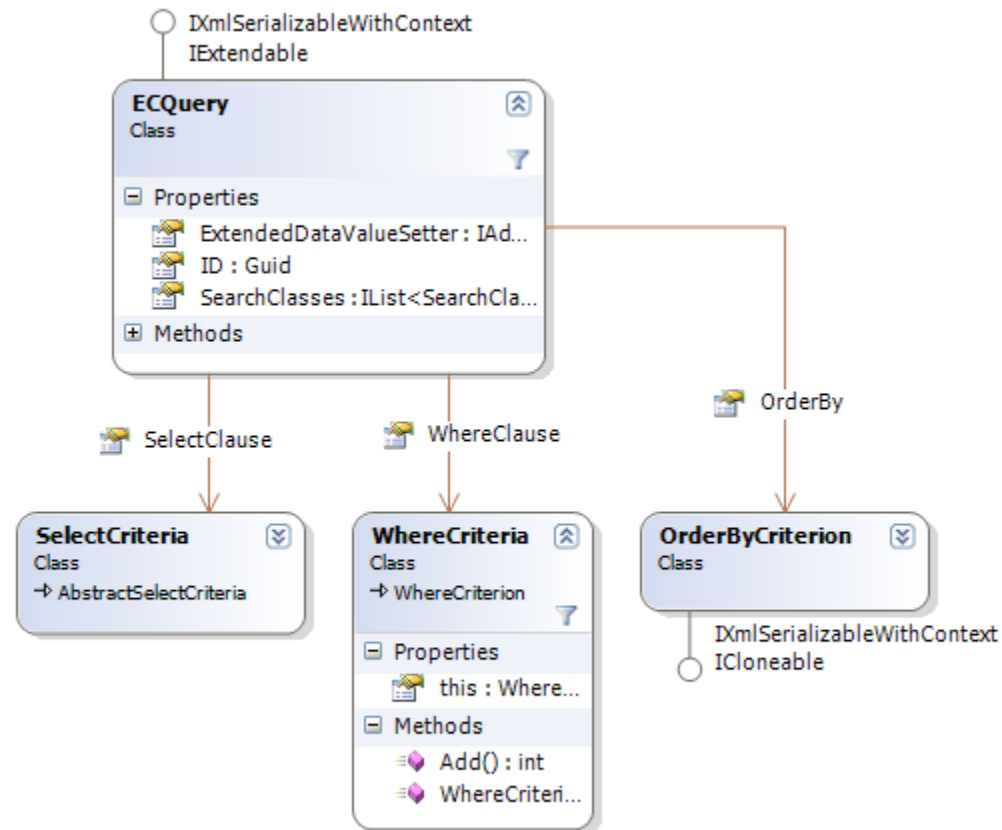 IXmlSerializableWithContext
IExtendable
ECQuery
Class
Properties
ExtendedDataValueSetter : IAd...
ID : Guid
SearchClasses : IList<SearchCla...
Methods
OrderBy
SelectClause
WhereClause
SelectCriteria
Class
AbstractSelectCriteria
WhereCriteria
Class
WhereCriterion
Properties
this : Where...
Methods
Add() : int
WhereCriteri...
OrderByCriterion
Class
IXmlSerializableWithContext
ICloneable